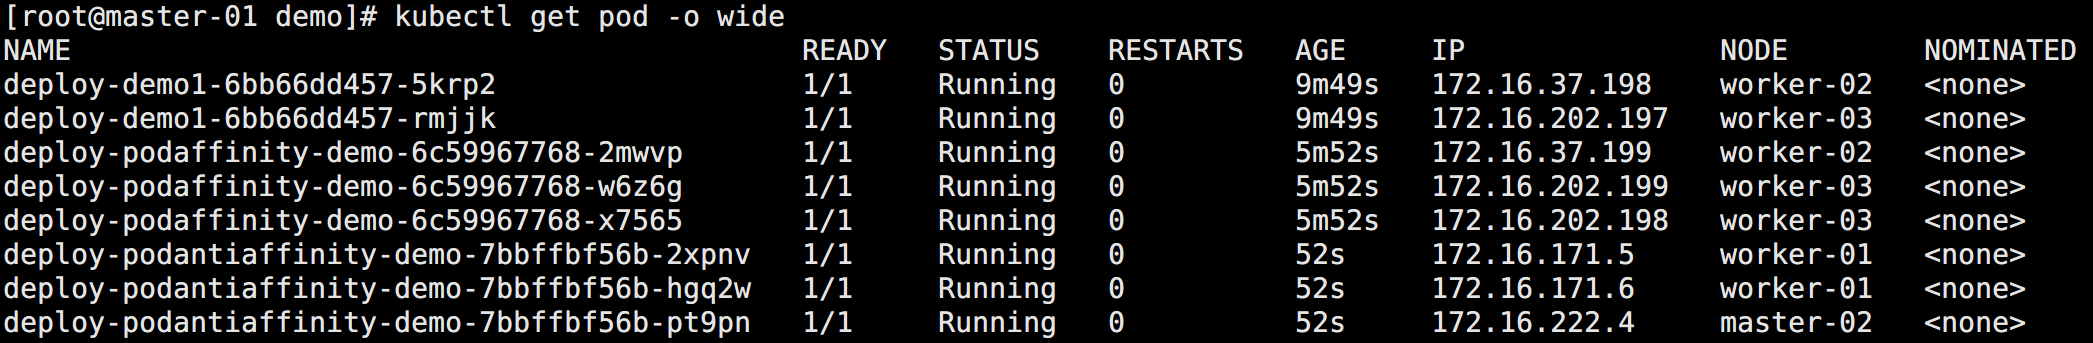 [root@master-01 demo]# kubectl get pod -o wide
NAME READY STATUS RESTARTS AGE IP NODE NOMINATED
deploy-demo1-6bb66dd457-5krp2 1/1 Running 0 9m49s 172.16.37.198 worker-02 <none>
deploy-demo1-6bb66dd457-rmjjk 1/1 Running 0 9m49s 172.16.202.197 worker-03 <none>
deploy-podaffinity-demo-6c59967768-2mwvp 1/1 Running 0 5m52s 172.16.37.199 worker-02 <none>
deploy-podaffinity-demo-6c59967768-w6z6g 1/1 Running 0 5m52s 172.16.202.199 worker-03 <none>
deploy-podaffinity-demo-6c59967768-x7565 1/1 Running 0 5m52s 172.16.202.198 worker-03 <none>
deploy-podantiaffinity-demo-7bbffbf56b-2xpnv 1/1 Running 0 52s 172.16.171.5 worker-01 <none>
deploy-podantiaffinity-demo-7bbffbf56b-hgq2w 1/1 Running 0 52s 172.16.171.6 worker-01 <none>
deploy-podantiaffinity-demo-7bbffbf56b-pt9pn 1/1 Running 0 52s 172.16.222.4 master-02 <none>